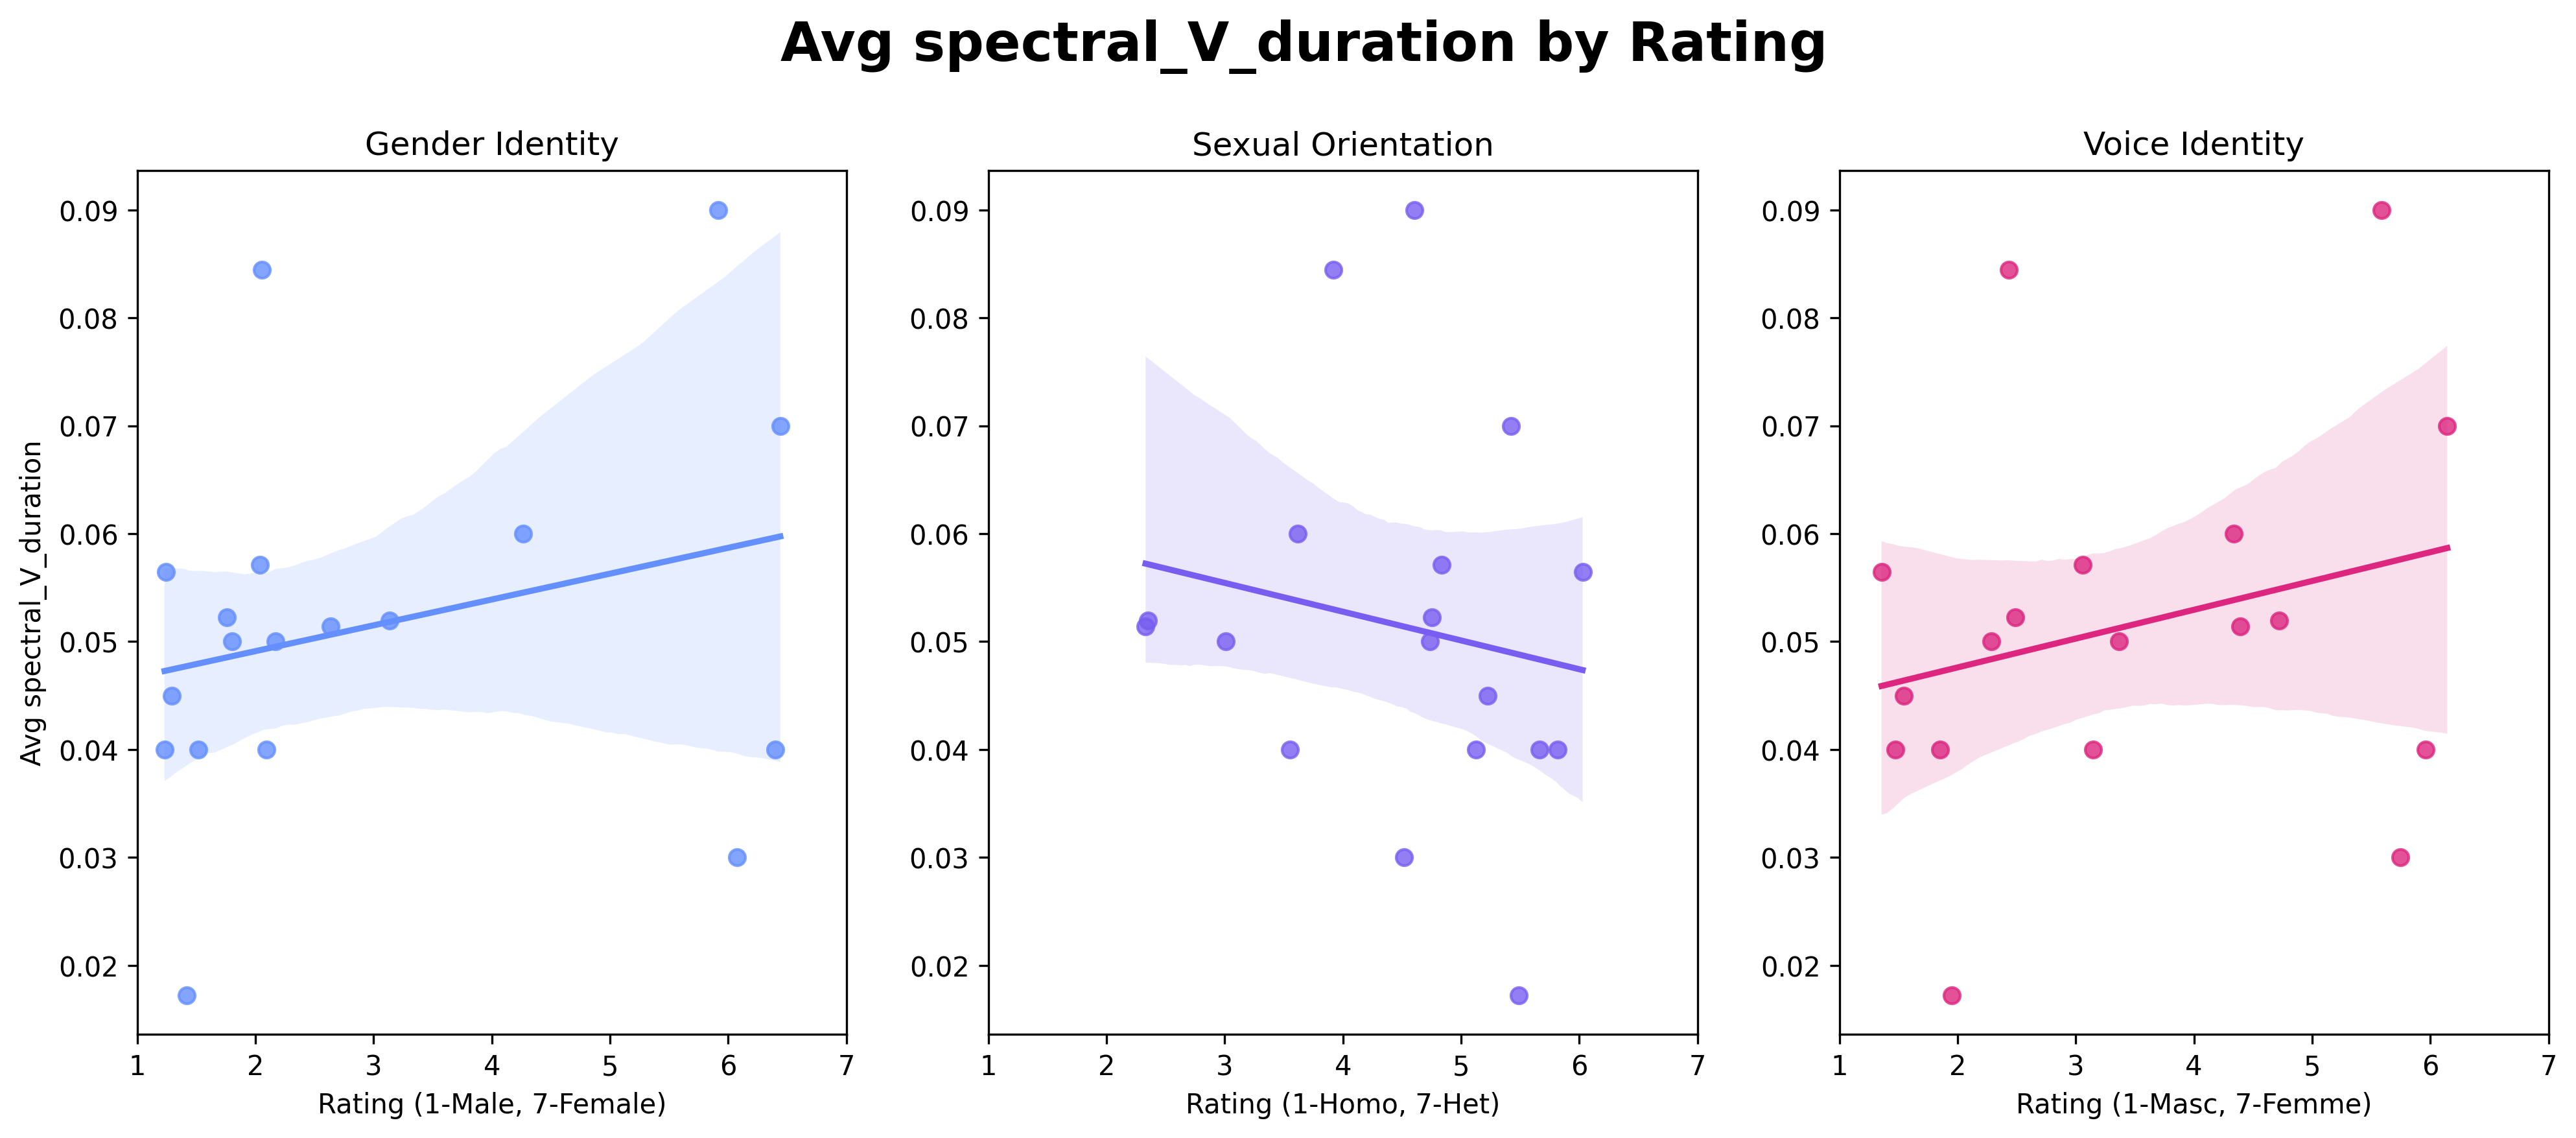 Avg spectral_V_duration by Rating
Gender Identity
Sexual Orientation
Voice Identity
Avg spectral_V_duration
0.09
0.08
0.07
0.06
0.05
0.04
0.03
0.02
1 2 3 4 5 6 7
Rating (1-Male, 7-Female)
0.09
0.08
0.07
0.06
0.05
0.04
0.03
0.02
1 2 3 4 5 6 7
Rating (1-Homo, 7-Het)
0.09
0.08
0.07
0.06
0.05
0.04
0.03
0.02
1 2 3 4 5 6 7
Rating (1-Masc, 7-Femme)